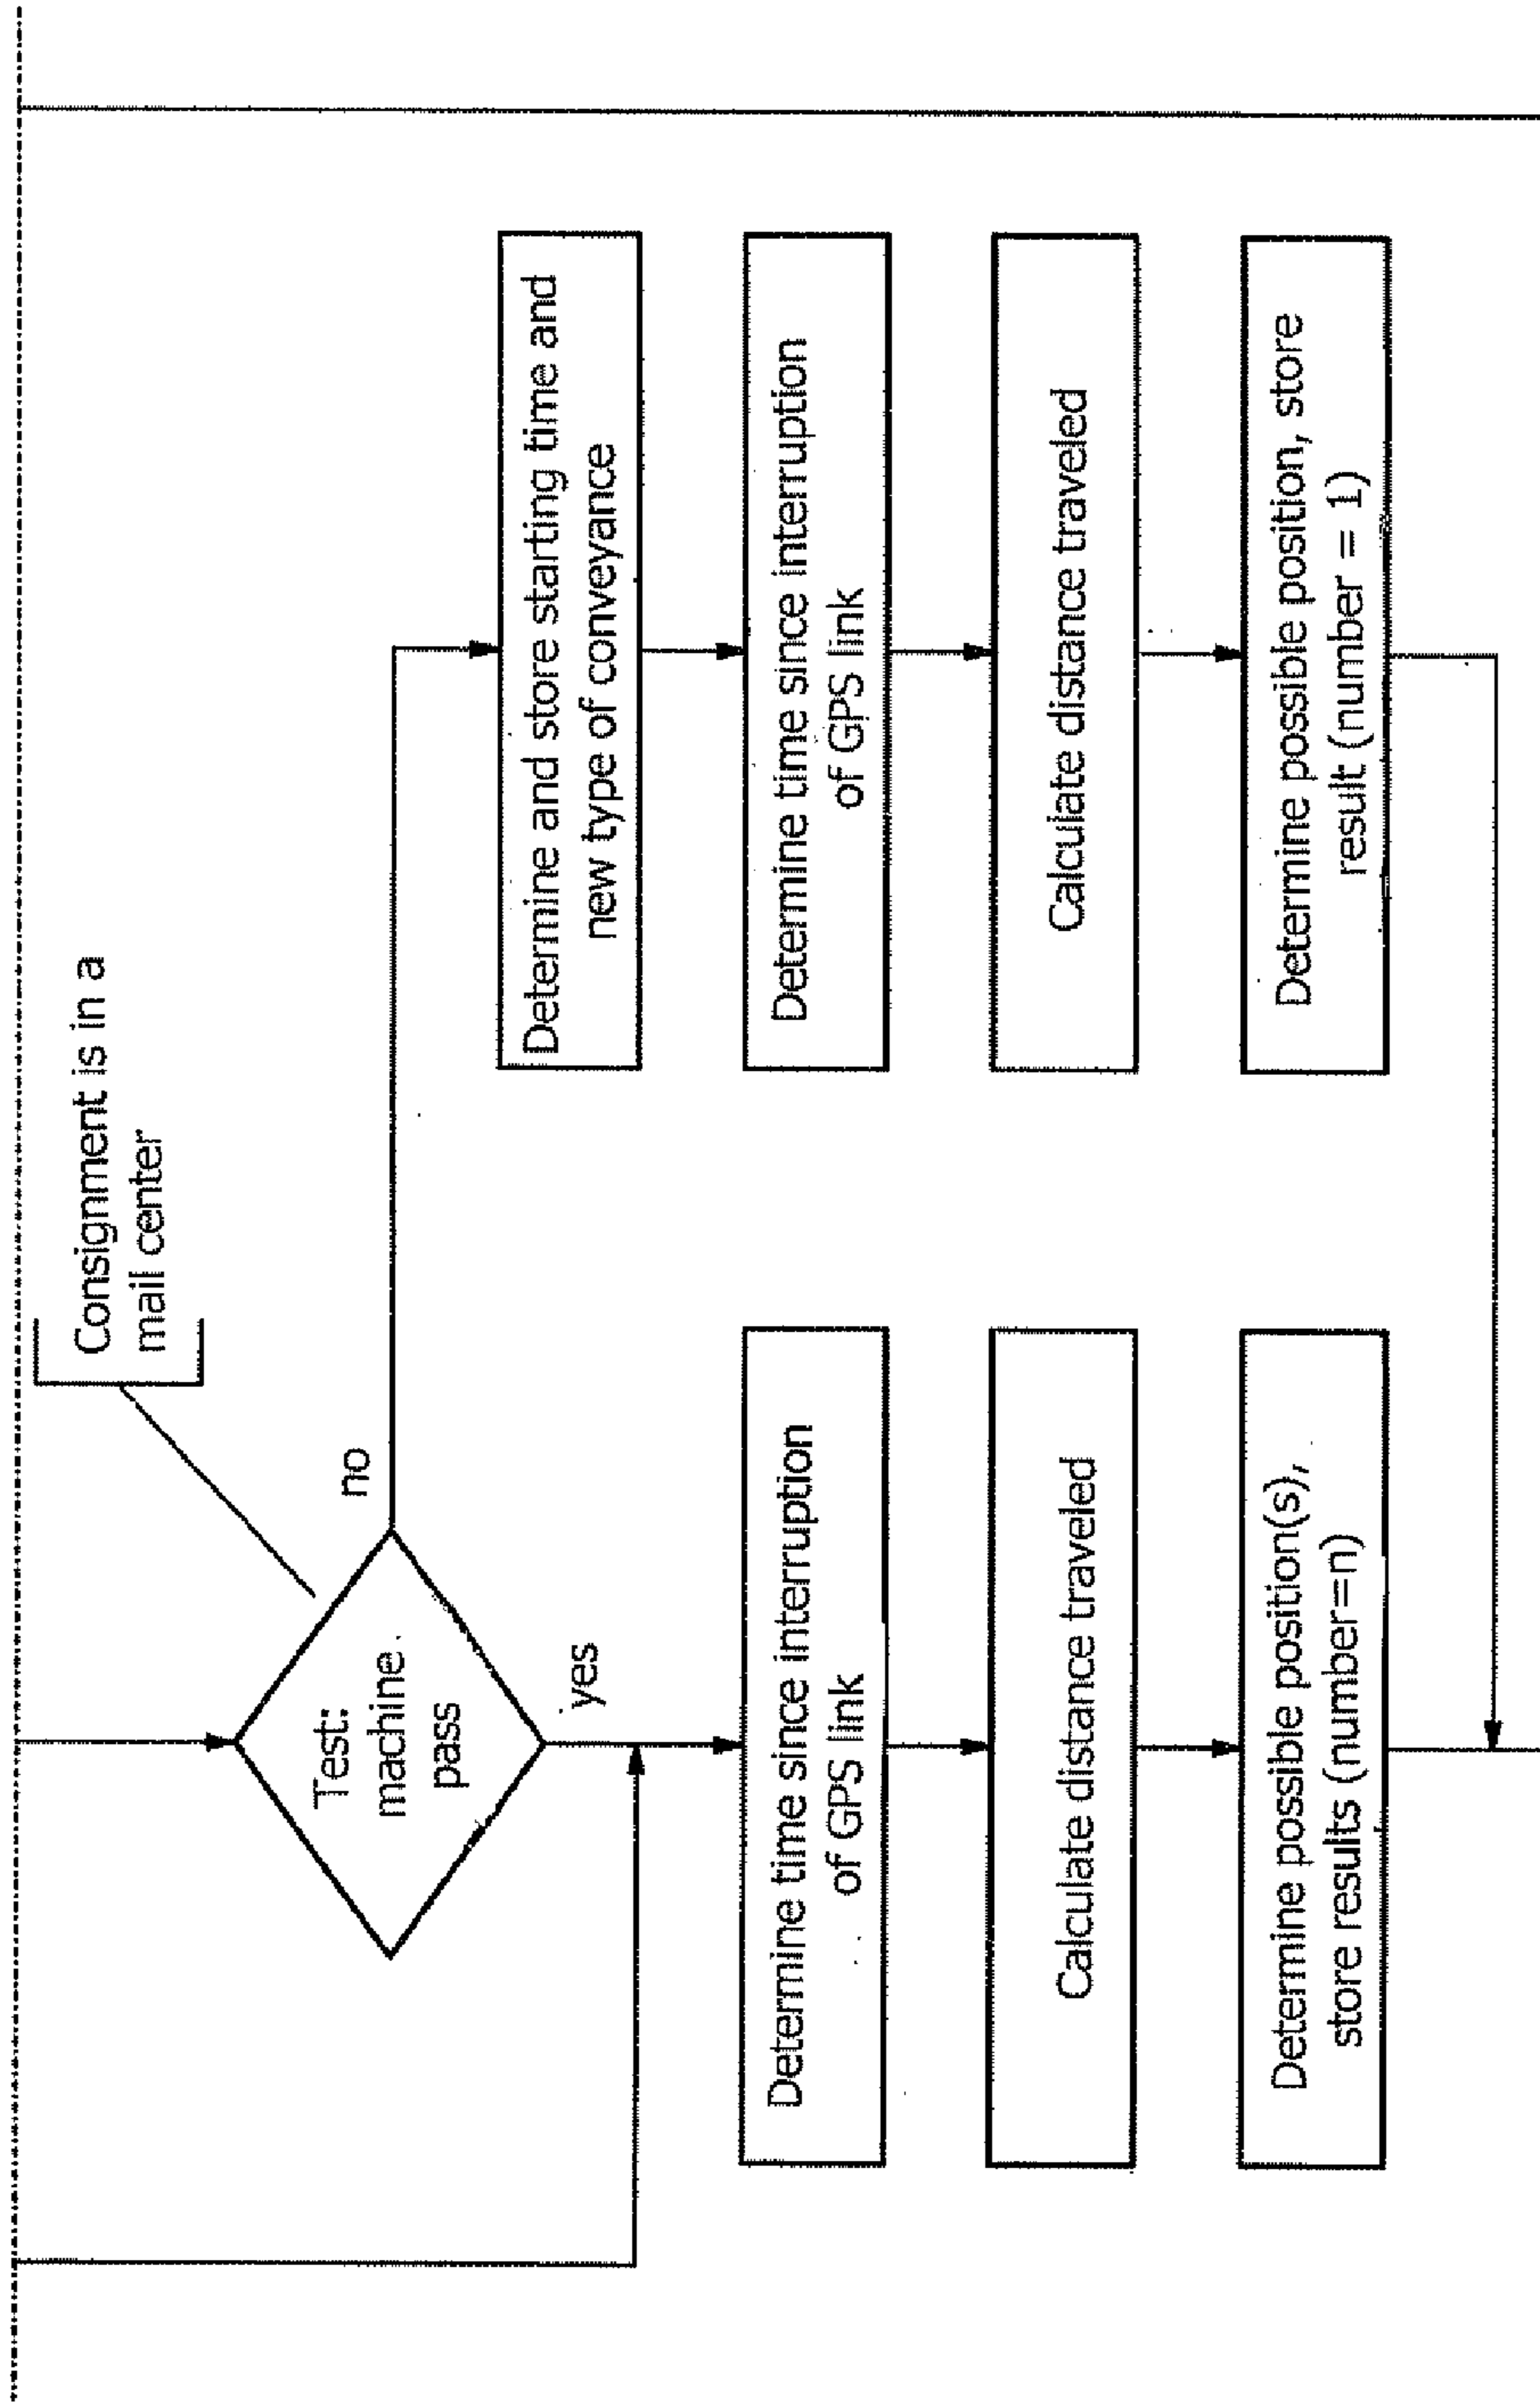 Consignment is in a
mail center
Test:
machine
pass
no
yes
Determine and store starting time and
new type of conveyance
Determine time since interruption
of GPS link
Determine time since interruption
of GPS link
Calculate distance traveled
Calculate distance traveled
Determine possible position(s),
store results (number=n)
Determine possible position, store
result (number = 1)